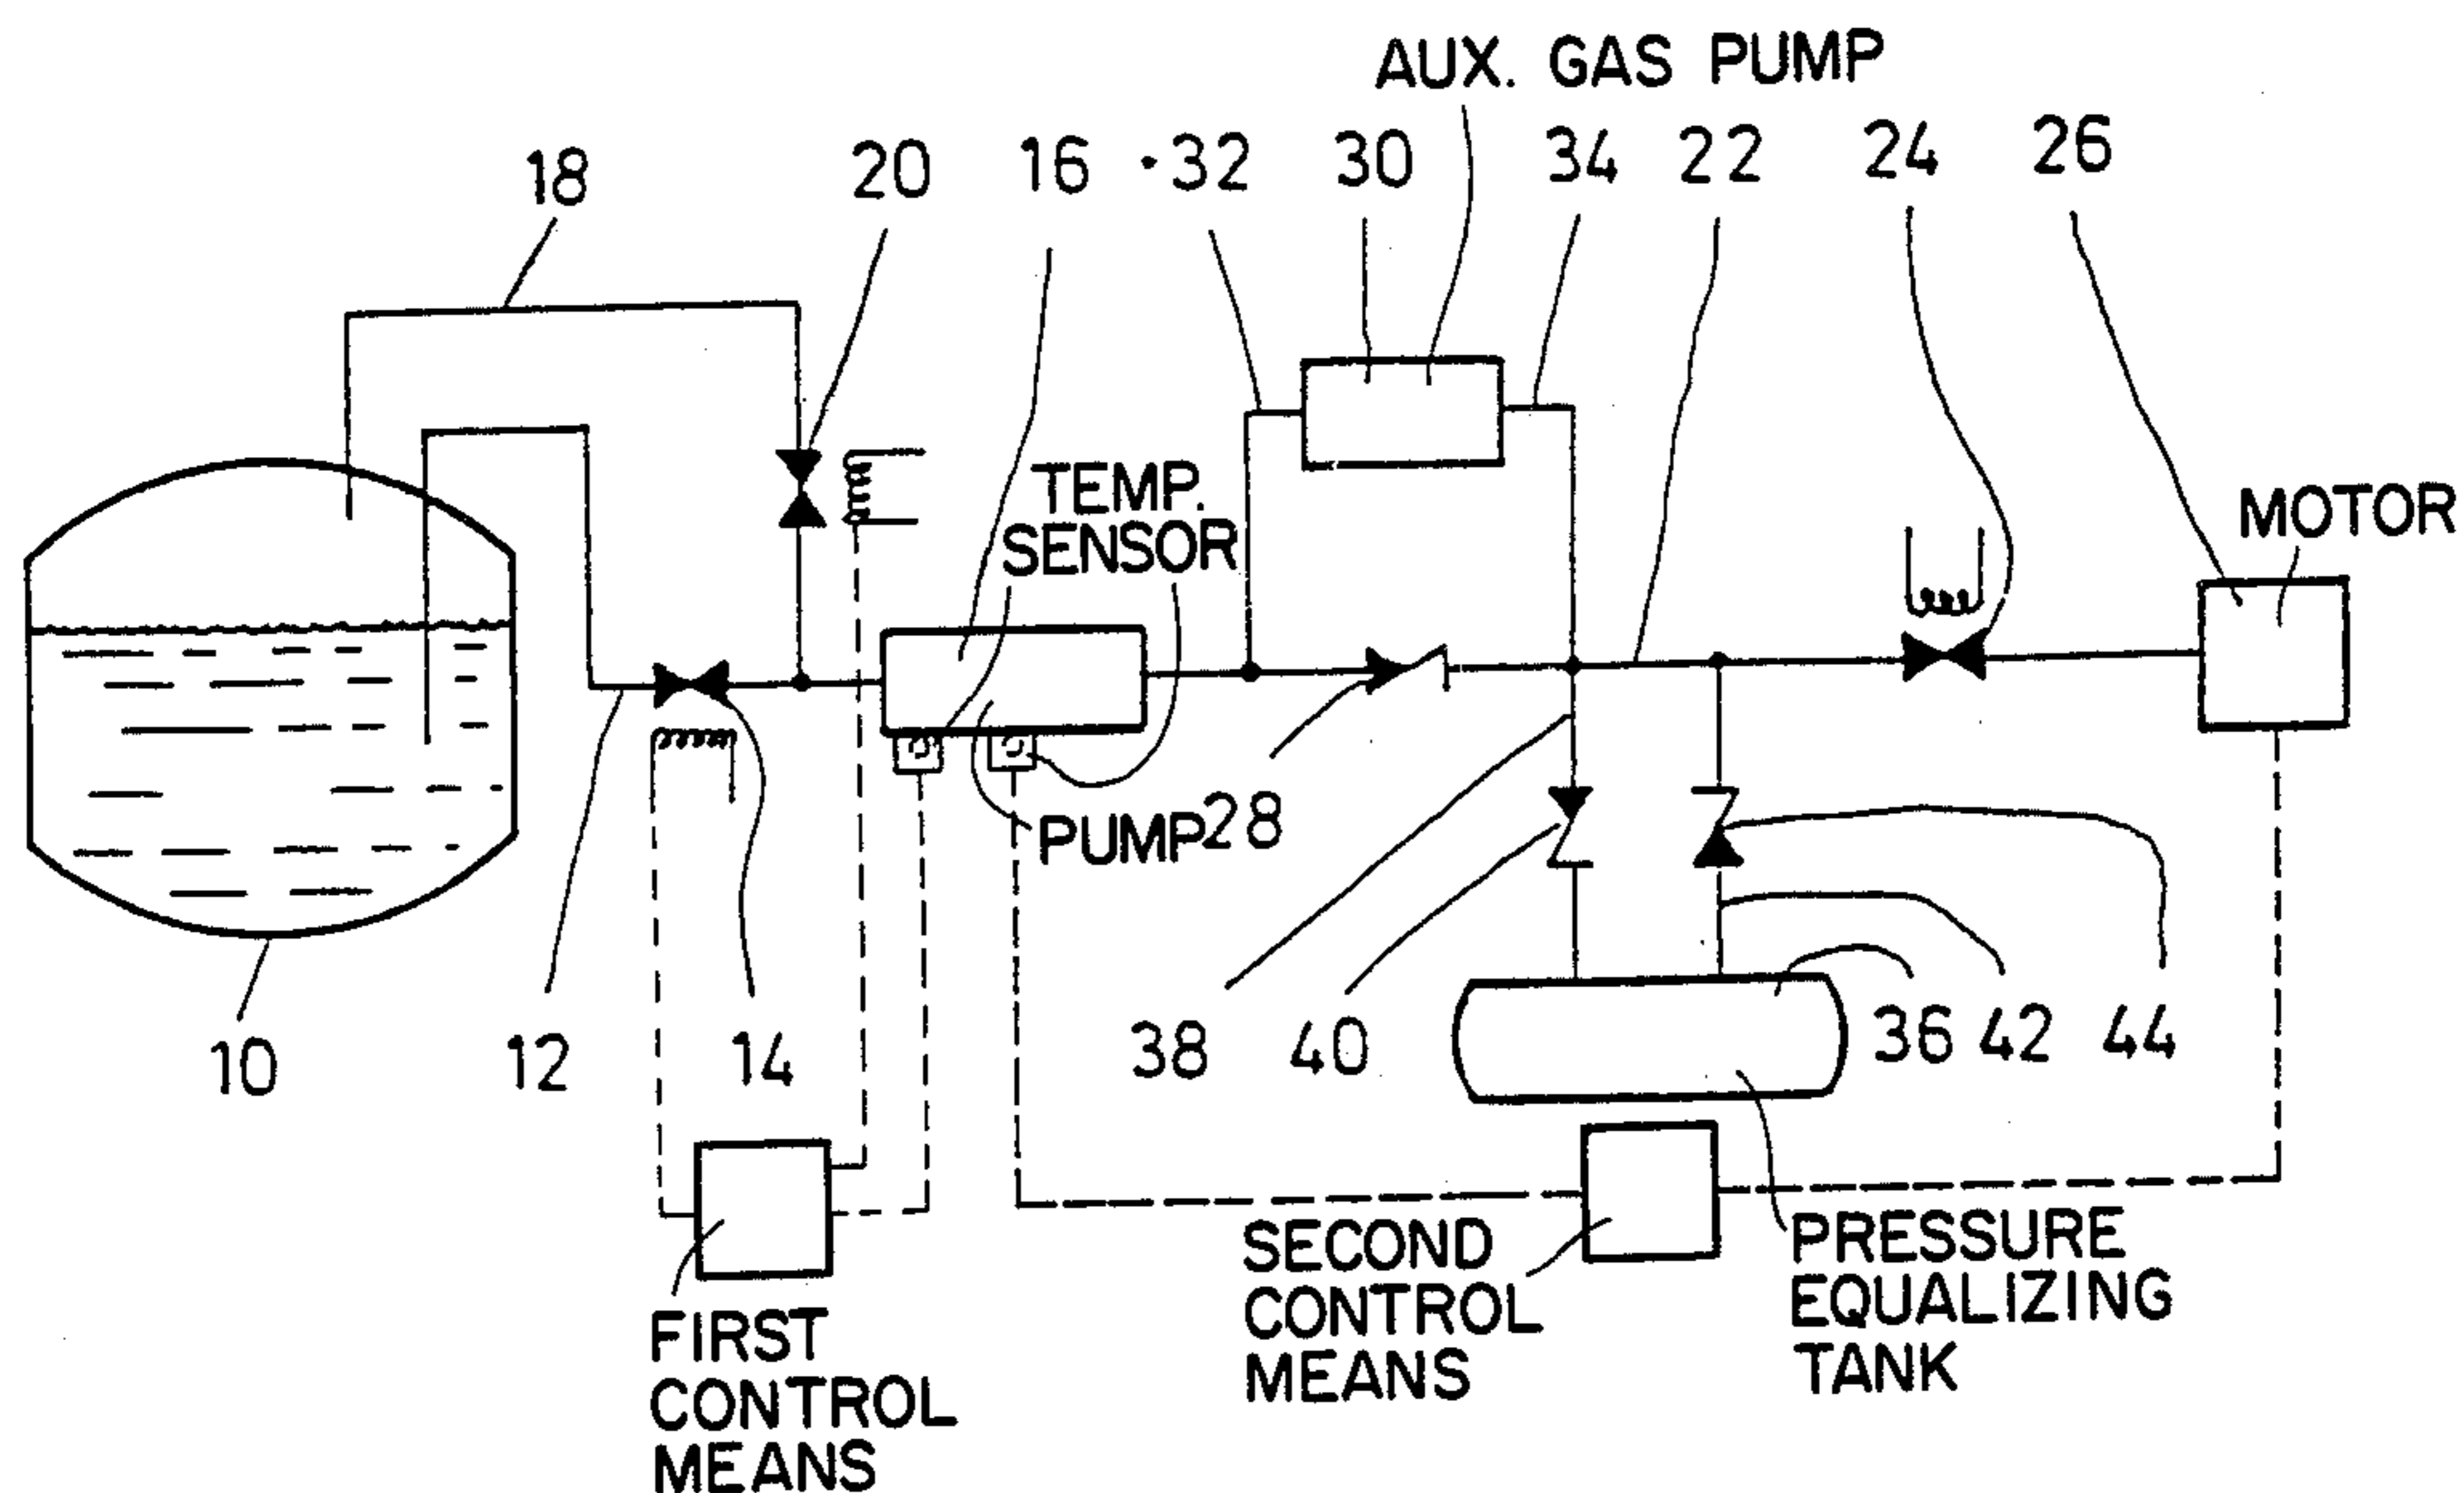 AUX. GAS PUMP
18
20
16
32
30
34
22
24
26
TEMP.
SENSOR
MOTOR
PUMP
28
10
12
14
38
40
36
42
44
FIRST
CONTROL
MEANS
SECOND
CONTROL
MEANS
PRESSURE
EQUALIZING
TANK